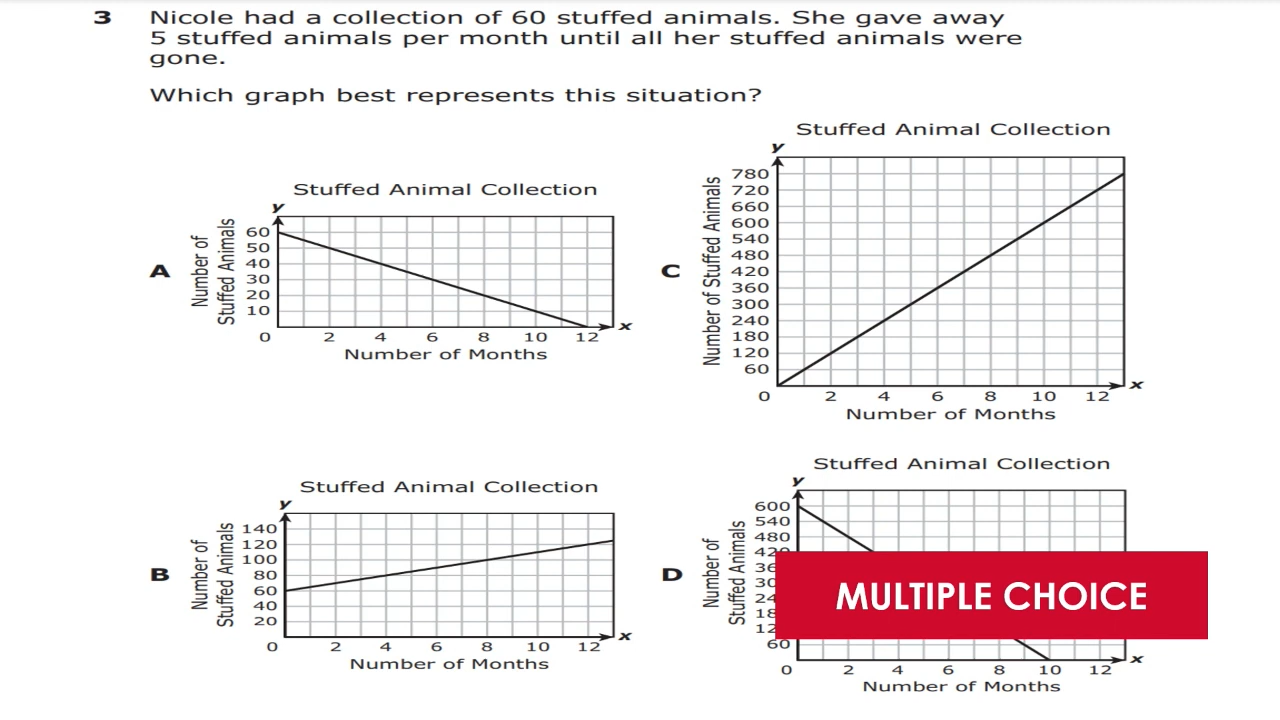 3 Nicole had a collection of 60 stuffed animals. She gave away
5 stuffed animals per month until all her stuffed animals were
gone.
Which graph best represents this situation?
A
Stuffed Animal Collection
y
Number of
Stuffed Animals
60
50
40
30
20
10
0 2 4 6 8 10 12 x
Number of Months
B
Stuffed Animal Collection
y
Number of
Stuffed Animals
140
120
100
80
60
40
20
0 2 4 6 8 10 12 x
Number of Months
C
Stuffed Animal Collection
y
Number of Stuffed Animals
780
720
660
600
540
480
420
360
300
240
180
120
60
0 2 4 6 8 10 12 x
Number of Months
D
Stuffed Animal Collection
y
Number of
Stuffed Animals
600
540
480
60
0 2 4 6 8 10 12 x
Number of Months
MULTIPLE CHOICE